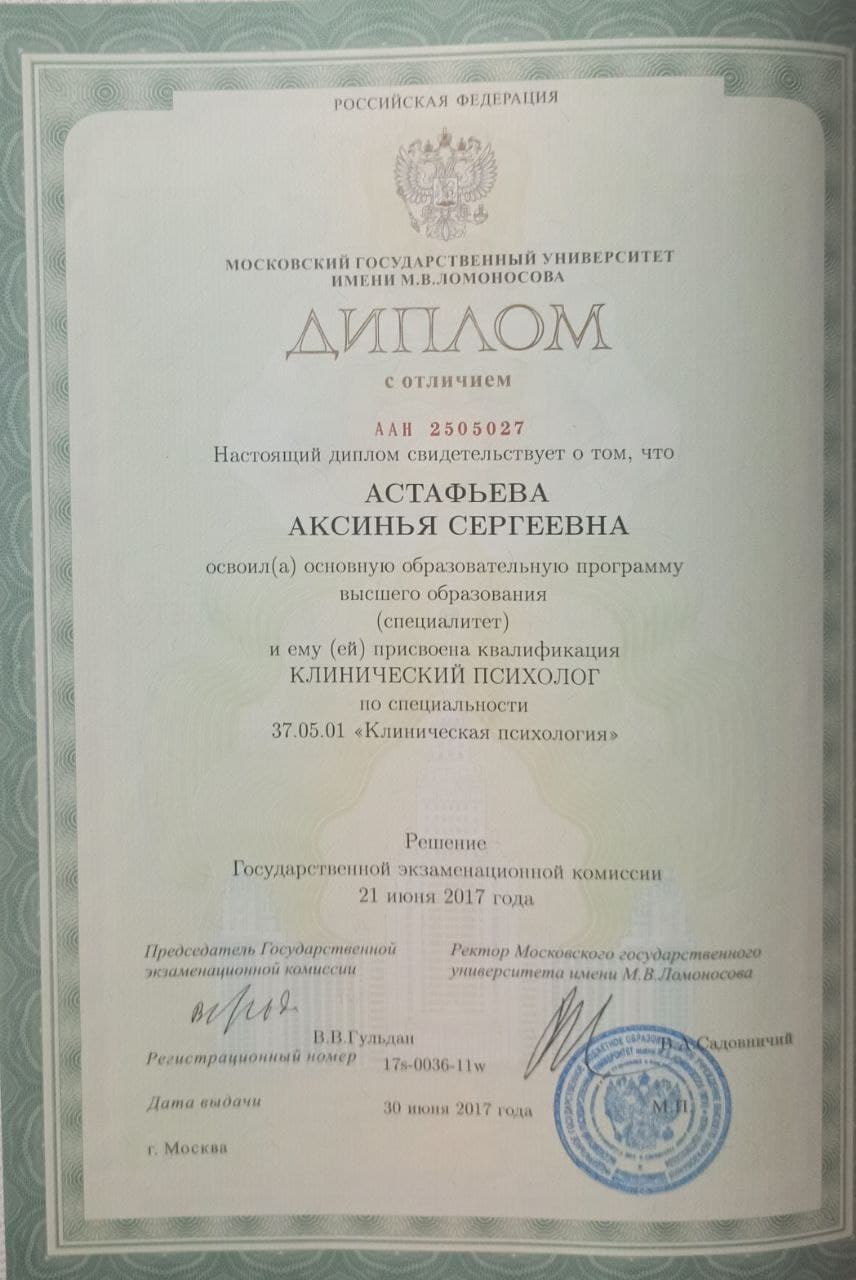 РОССИЙСКАЯ ФЕДЕРАЦИЯ
МОСКОВСКИЙ ГОСУДАРСТВЕННЫЙ УНИВЕРСИТЕТ
ИМЕНИ М.В.ЛОМОНОСОВА
ДИПЛОМ
с отличием
ААН 2505027
Настоящий диплом свидетельствует о том, что
АСТАФЬЕВА
АКСИНЬЯ СЕРГЕЕВНА
освоил(а) основную образовательную программу
высшего образования
(специалитет)
и ему (ей) присвоена квалификация
КЛИНИЧЕСКИЙ ПСИХОЛОГ
по специальности
37.05.01 «Клиническая психология»
Решение
Государственной экзаменационной комиссии
21 июня 2017 года
Председатель Государственной
экзаменационной комиссии
Ректор Московского государственного
университета имени М.В.Ломоносова
В.В.Гульдан
В.А.Садовничий
Регистрационный номер 17s-0036-11w
Дата выдачи 30 июня 2017 года
М.П.
г. Москва